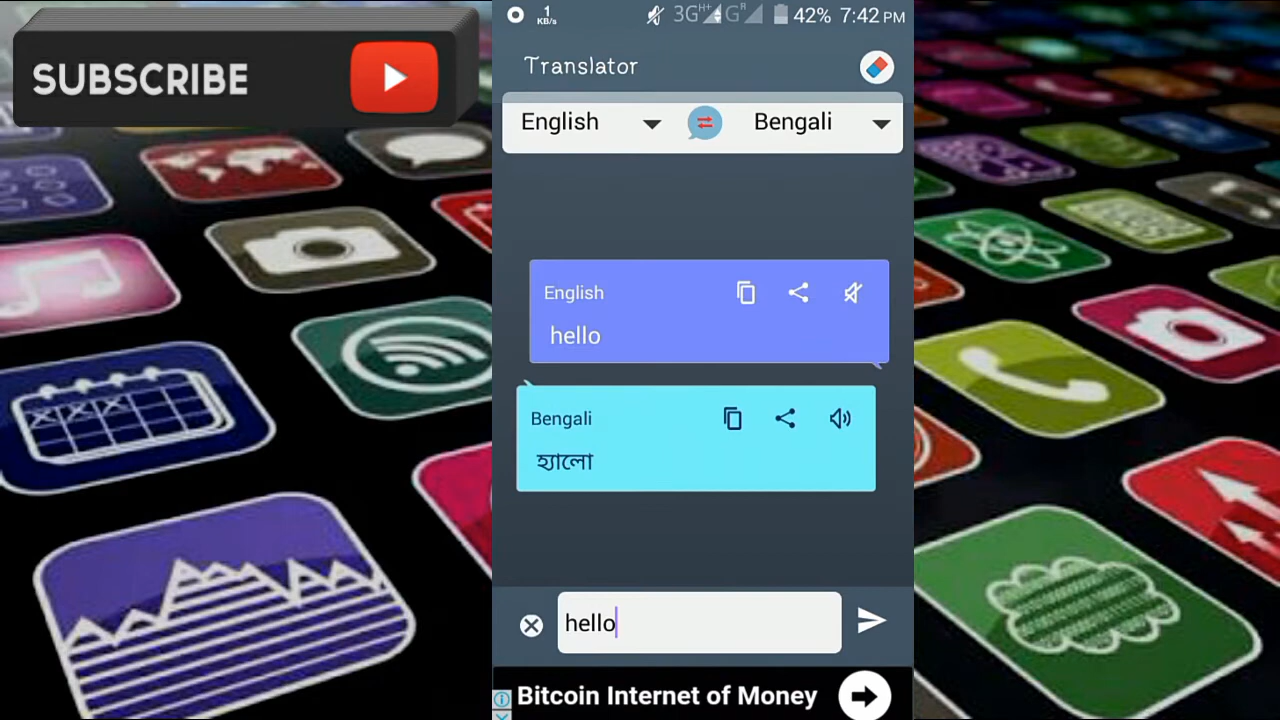 SUBSCRIBE
1
KB/s
3G H+ G R 42% 7:42 PM
Translator
English Bengali
English
hello
Bengali
হ্যালো
hello
Bitcoin Internet of Money